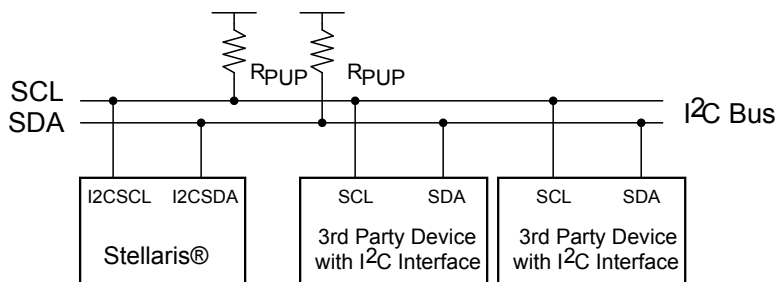 RPUP RPUP
SCL
SDA
I²C Bus
I2CSCL I2CSDA SCL SDA SCL SDA
Stellaris®
3rd Party Device
with I²C Interface
3rd Party Device
with I²C Interface